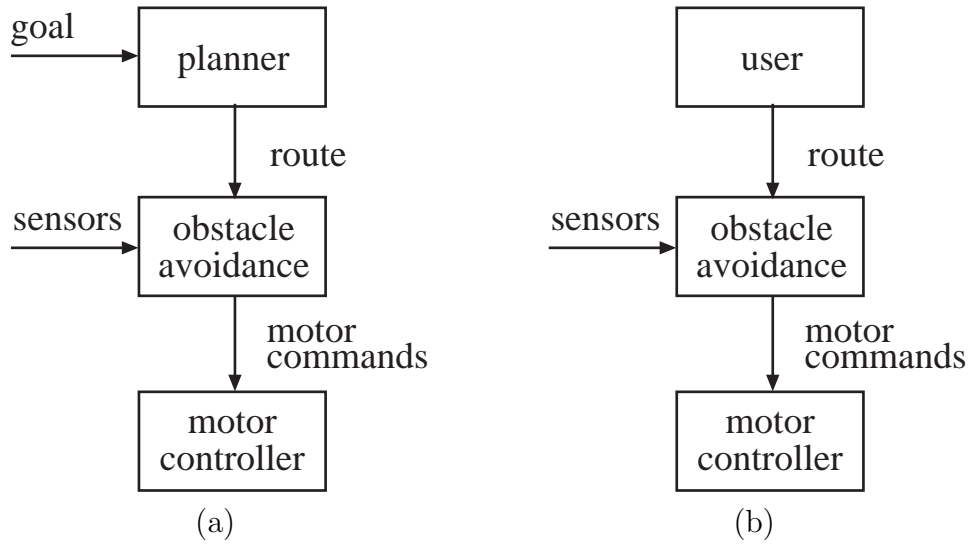 goal
planner
route
sensors
obstacle
avoidance
motor
commands
motor
controller
(a)
user
route
sensors
obstacle
avoidance
motor
commands
motor
controller
(b)